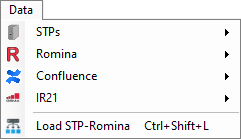 Data
STPs
Romina
Confluence
IR21
Load STP-Romina Ctrl+Shift+L